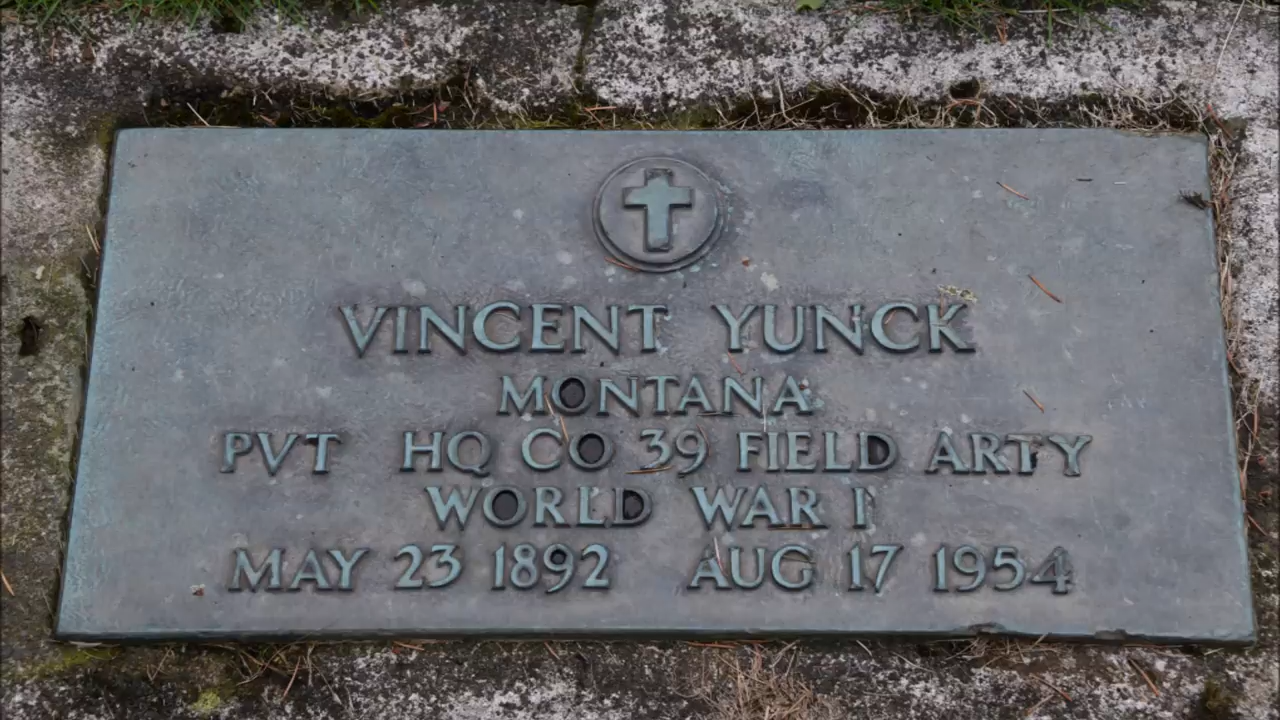 VINCENT YUNCK
MONTANA
PVT HQ CO 39 FIELD ARTY
WORLD WAR I
MAY 23 1892 AUG 17 1954